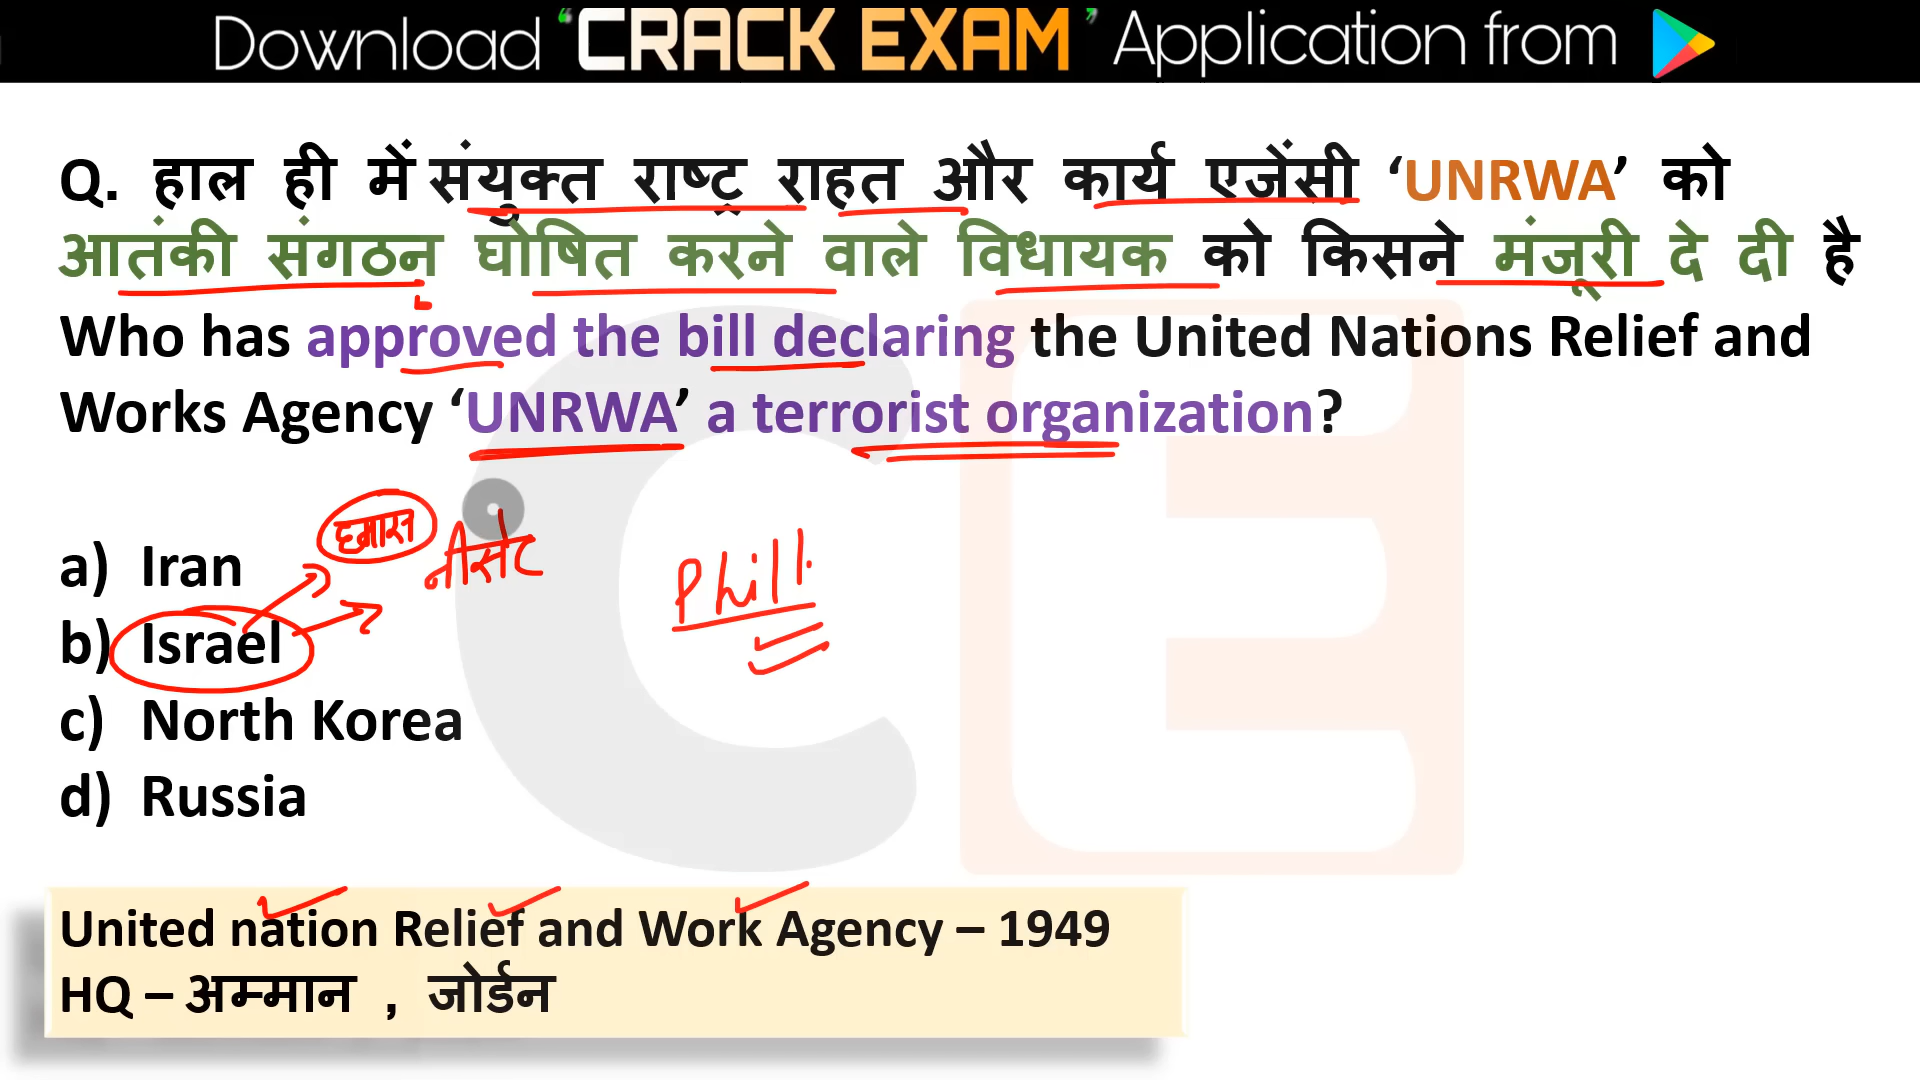 Download ‘CRACK EXAM’ Application from
Q. हाल ही में संयुक्त राष्ट्र राहत और कार्य एजेंसी ‘UNRWA’ को
आतंकी संगठन घोषित करने वाले विधायक को किसने मंजूरी दे दी है
Who has approved the bill declaring the United Nations Relief and
Works Agency ‘UNRWA’ a terrorist organization?
हमास
a) Iran
Phill.
b) Israel
c) North Korea
d) Russia
United nation Relief and Work Agency – 1949
HQ – अम्मान , जोर्डन